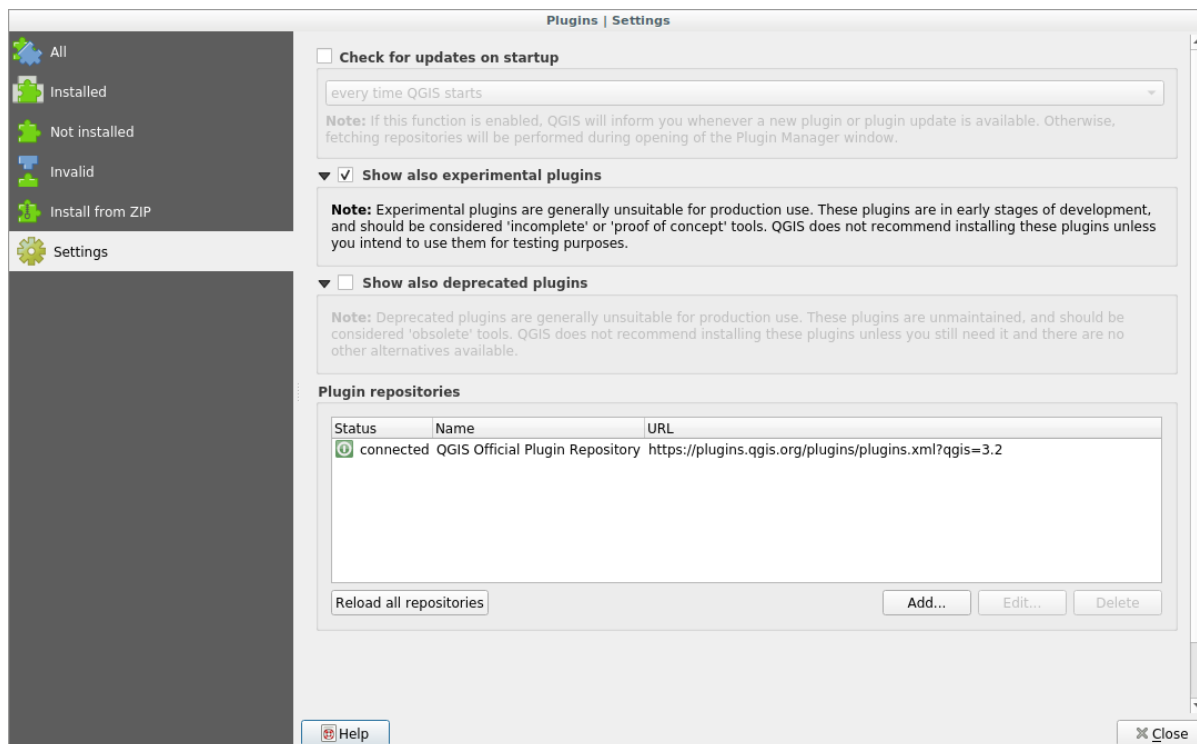 Plugins | Settings
All
Installed
Not installed
Invalid
Install from ZIP
Settings
Check for updates on startup
every time QGIS starts
Note: If this function is enabled, QGIS will inform you whenever a new plugin or plugin update is available. Otherwise,
fetching repositories will be performed during opening of the Plugin Manager window.
Show also experimental plugins
Note: Experimental plugins are generally unsuitable for production use. These plugins are in early stages of development,
and should be considered 'incomplete' or 'proof of concept' tools. QGIS does not recommend installing these plugins unless
you intend to use them for testing purposes.
Show also deprecated plugins
Note: Deprecated plugins are generally unsuitable for production use. These plugins are unmaintained, and should be
considered 'obsolete' tools. QGIS does not recommend installing these plugins unless you still need it and there are no
other alternatives available.
Plugin repositories
Status Name URL
connected QGIS Official Plugin Repository https://plugins.qgis.org/plugins/plugins.xml?qgis=3.2
Reload all repositories Add... Edit... Delete
Help Close